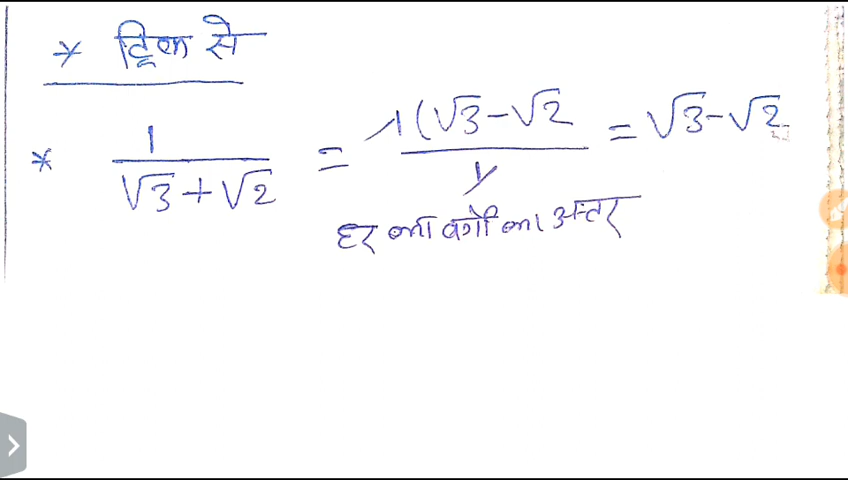 * ट्रिक से
* 1/(√3+√2) = 1(√3-√2/1 = √3-√2
हर का वर्गो का अन्तर